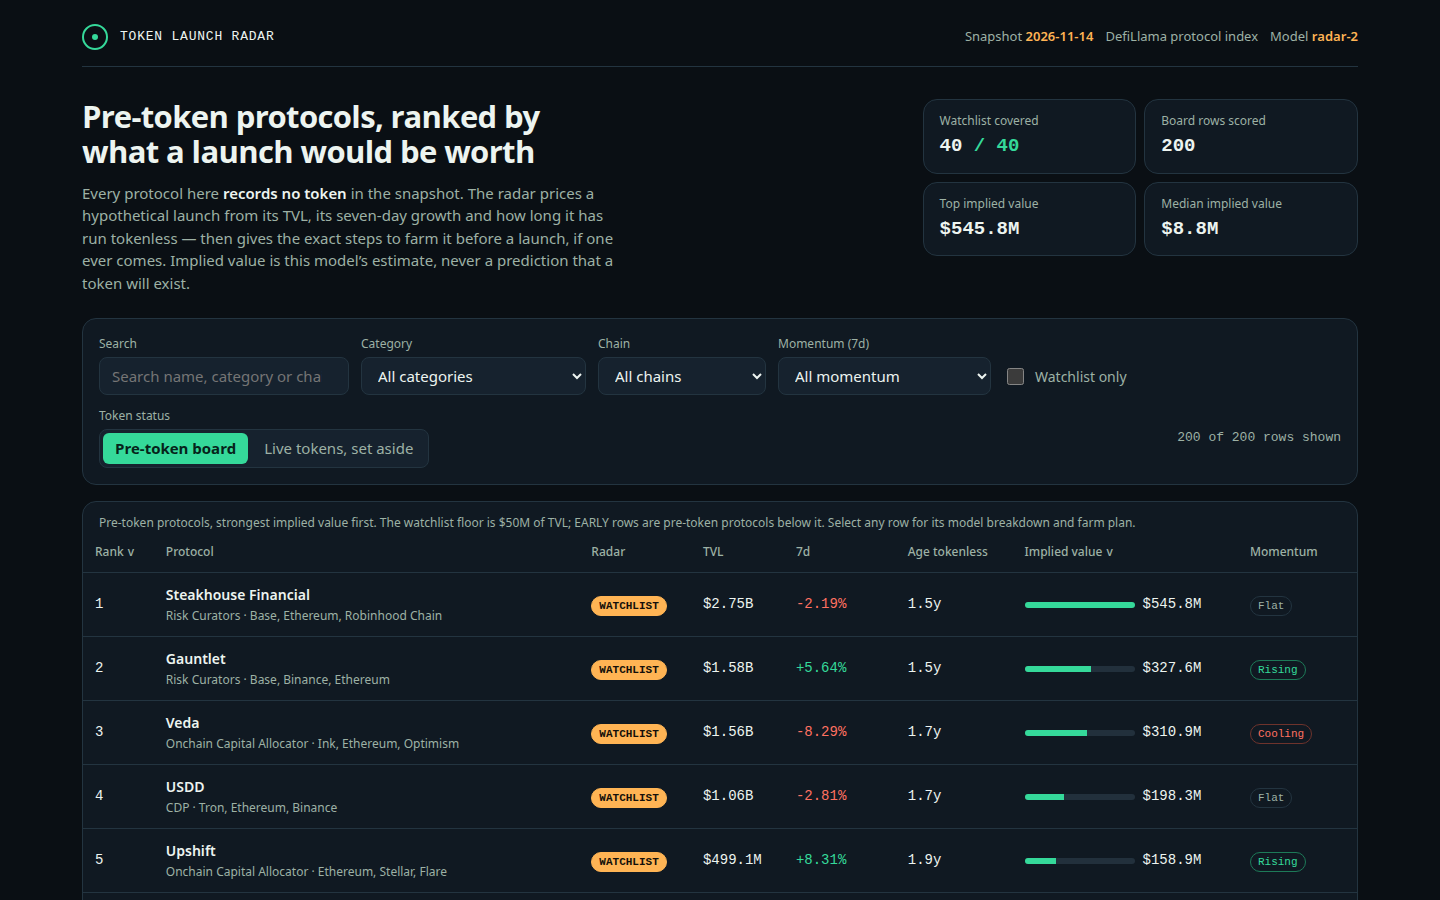 TOKEN LAUNCH RADAR
Snapshot 2026-11-14 DefiLlama protocol index Model radar-2
Pre-token protocols, ranked by
what a launch would be worth
Every protocol here records no token in the snapshot. The radar prices a
hypothetical launch from its TVL, its seven-day growth and how long it has
run tokenless — then gives the exact steps to farm it before a launch, if one
ever comes. Implied value is this model’s estimate, never a prediction that a
token will exist.
Watchlist covered
40 / 40
Board rows scored
200
Top implied value
$545.8M
Median implied value
$8.8M
Search
Search name, category or cha
Category
All categories
Chain
All chains
Momentum (7d)
All momentum
Watchlist only
Token status
Pre-token board Live tokens, set aside
200 of 200 rows shown
Pre-token protocols, strongest implied value first. The watchlist floor is $50M of TVL; EARLY rows are pre-token protocols below it. Select any row for its model breakdown and farm plan.
Rank v Protocol Radar TVL 7d Age tokenless Implied value v Momentum
1 Steakhouse Financial WATCHLIST $2.75B -2.19% 1.5y $545.8M Flat
Risk Curators · Base, Ethereum, Robinhood Chain
2 Gauntlet WATCHLIST $1.58B +5.64% 1.5y $327.6M Rising
Risk Curators · Base, Binance, Ethereum
3 Veda WATCHLIST $1.56B -8.29% 1.7y $310.9M Cooling
Onchain Capital Allocator · Ink, Ethereum, Optimism
4 USDD WATCHLIST $1.06B -2.81% 1.7y $198.3M Flat
CDP · Tron, Ethereum, Binance
5 Upshift WATCHLIST $499.1M +8.31% 1.9y $158.9M Rising
Onchain Capital Allocator · Ethereum, Stellar, Flare